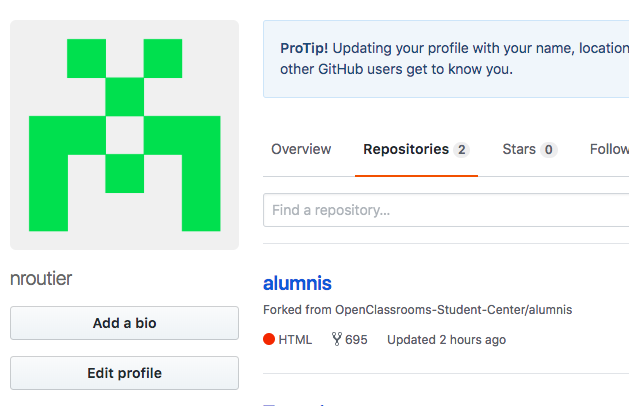 ProTip! Updating your profile with your name, location
other GitHub users get to know you.
Overview Repositories 2 Stars 0 Follow
Find a repository...
nroutier
alumnis
Forked from OpenClassrooms-Student-Center/alumnis
Add a bio
HTML 695 Updated 2 hours ago
Edit profile